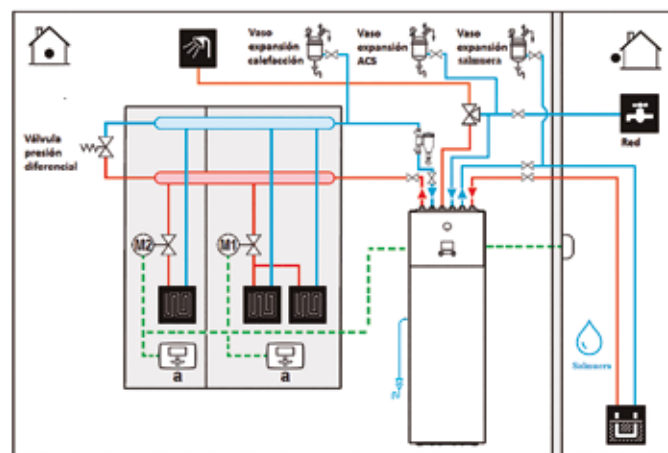 Vaso
expansión
calefacción
Vaso
expansión
ACS
Vaso
expansión
salmuera
Válvula
presión
diferencial
Red
M2
M1
a
a
Salmuera